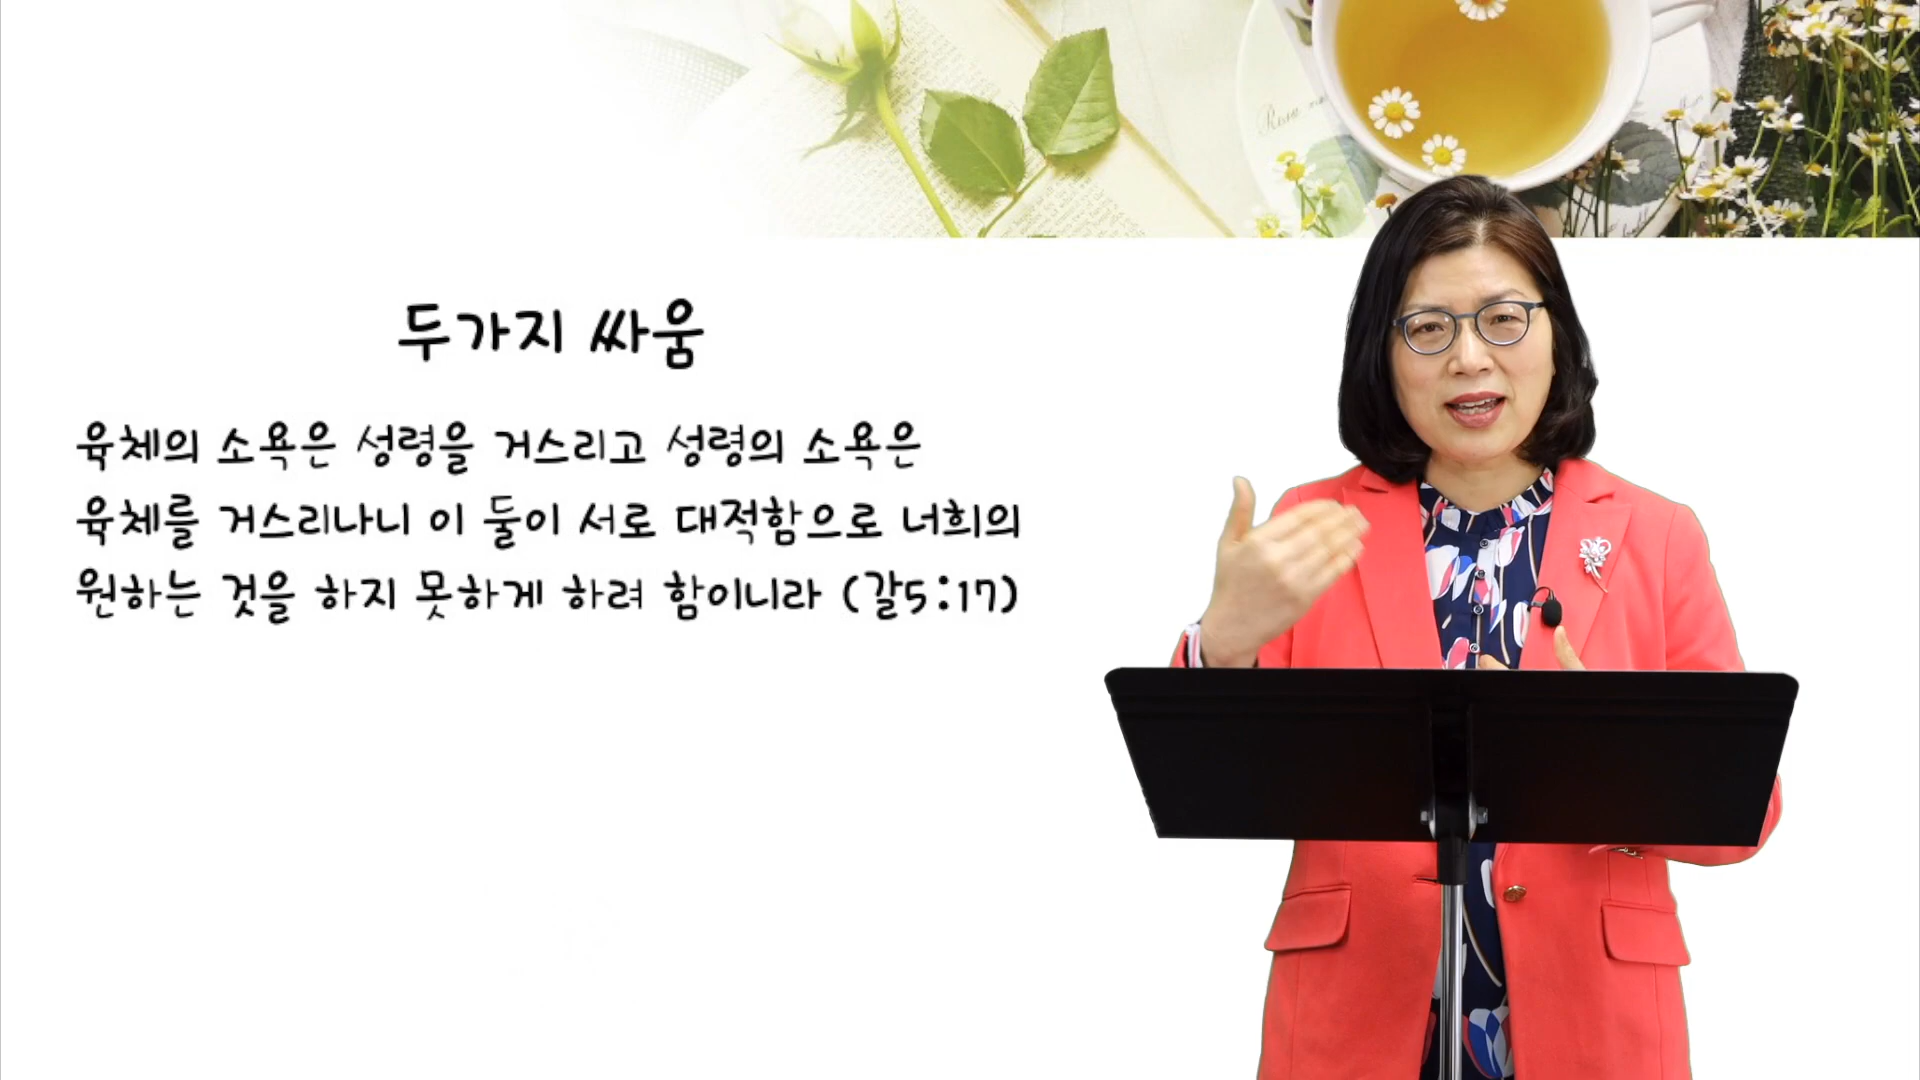 두가지 싸움
육체의 소욕은 성령을 거스리고 성령의 소욕은
육체를 거스리나니 이 둘이 서로 대적함으로 너희의
원하는 것을 하지 못하게 하려 함이니라 (갈5:17)